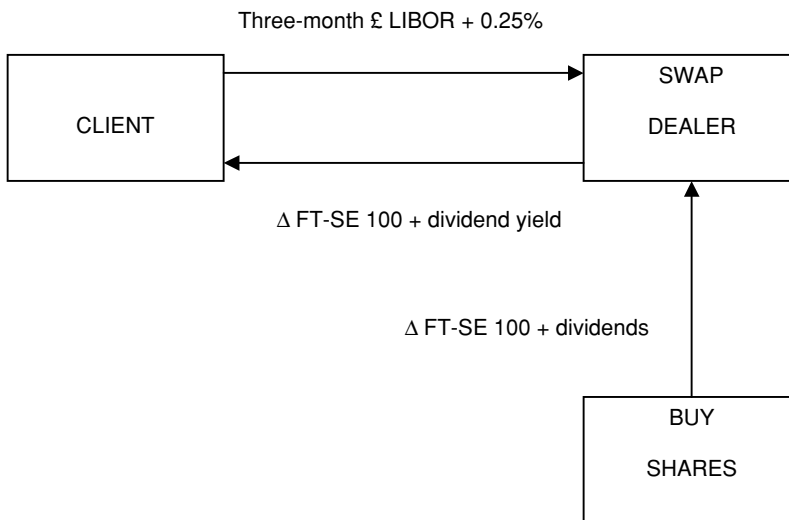 Three-month £ LIBOR + 0.25%
CLIENT
SWAP
DEALER
Δ FT-SE 100 + dividend yield
Δ FT-SE 100 + dividends
BUY
SHARES